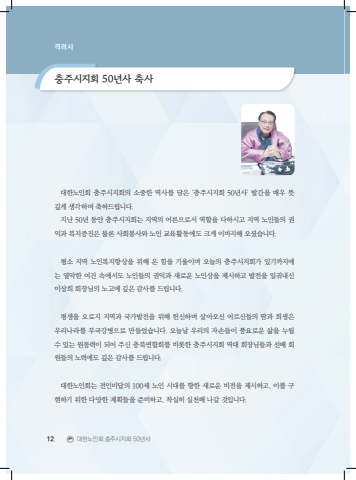 격려사
충주시지회 50년사 축사
대한노인회 충주시지회의 소중한 역사를 담은 '충주시지회 50년사' 발간을 매우 뜻
깊게 생각하며 축하드립니다.
지난 50년 동안 충주시지회는 지역의 어른으로서 역할을 다하시고 지역 노인들의 권
익과 복지증진은 물론 사회봉사와 노인 교육활동에도 크게 이바지해 오셨습니다.
평소 지역 노인복지향상을 위해 온 힘을 기울이며 오늘의 충주시지회가 있기까지에
는 열악한 여건 속에서도 노인들의 권익과 새로운 노인상을 제시하고 발전을 일궈내신
이상희 회장님의 노고에 깊은 감사를 드립니다.
평생을 오로지 지역과 국가발전을 위해 헌신하며 살아오신 어르신들의 땀과 희생은
우리나라를 부국강병으로 만들었습니다. 오늘날 우리의 자손들이 풍요로운 삶을 누릴
수 있는 원동력이 되어 주신 충북연합회를 비롯한 충주시지회 역대 회장님들과 선배 회
원들의 노력에도 깊은 감사를 드립니다.
대한노인회는 전인미답의 100세 노인 시대를 향한 새로운 비전을 제시하고, 이를 구
현하기 위한 다양한 계획들을 준비하고, 착실히 실천해 나갈 것입니다.
12 대한노인회 충주시지회 50년사